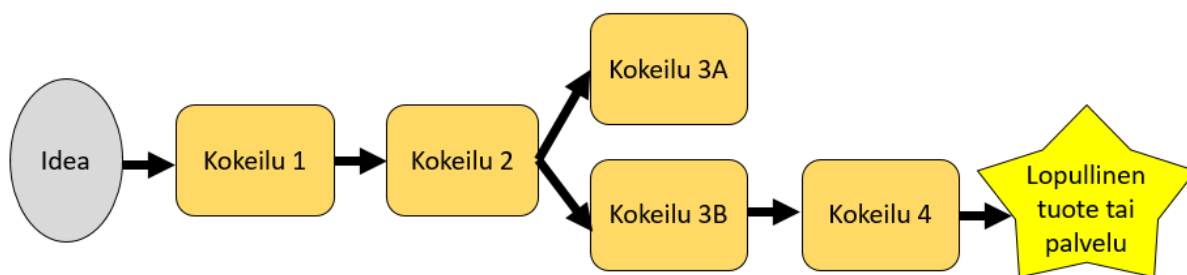 Idea
Kokeilu 1
Kokeilu 2
Kokeilu 3A
Kokeilu 3B
Kokeilu 4
Lopullinen
tuote tai
palvelu